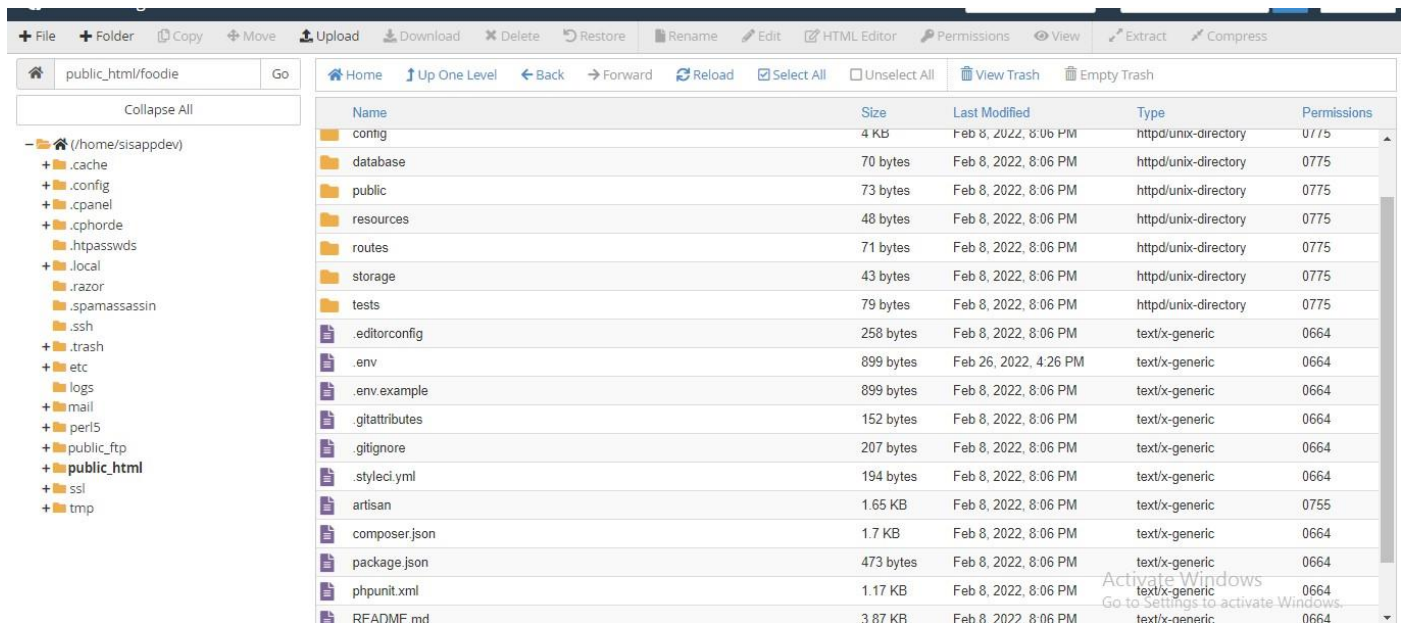 File Folder Copy Move Upload Download Delete Restore Rename Edit HTML Editor Permissions View Extract Compress
public_html/foodie Go Home Up One Level Back Forward Reload Select All Unselect All View Trash Empty Trash
Collapse All
(/home/sisappdev)
.cache
.config
.cpanel
.cphorde
.htpasswds
.local
.razor
.spamassassin
.ssh
.trash
etc
logs
mail
perl5
public_ftp
public_html
ssl
tmp
Name Size Last Modified Type Permissions
config 4 KB Feb 8, 2022, 8:06 PM httpd/unix-directory 0775
database 70 bytes Feb 8, 2022, 8:06 PM httpd/unix-directory 0775
public 73 bytes Feb 8, 2022, 8:06 PM httpd/unix-directory 0775
resources 48 bytes Feb 8, 2022, 8:06 PM httpd/unix-directory 0775
routes 71 bytes Feb 8, 2022, 8:06 PM httpd/unix-directory 0775
storage 43 bytes Feb 8, 2022, 8:06 PM httpd/unix-directory 0775
tests 79 bytes Feb 8, 2022, 8:06 PM httpd/unix-directory 0775
.editorconfig 258 bytes Feb 8, 2022, 8:06 PM text/x-generic 0664
.env 899 bytes Feb 26, 2022, 4:26 PM text/x-generic 0664
.env.example 899 bytes Feb 8, 2022, 8:06 PM text/x-generic 0664
.gitattributes 152 bytes Feb 8, 2022, 8:06 PM text/x-generic 0664
.gitignore 207 bytes Feb 8, 2022, 8:06 PM text/x-generic 0664
.styleci.yml 194 bytes Feb 8, 2022, 8:06 PM text/x-generic 0664
artisan 1.65 KB Feb 8, 2022, 8:06 PM text/x-generic 0755
composer.json 1.7 KB Feb 8, 2022, 8:06 PM text/x-generic 0664
package.json 473 bytes Feb 8, 2022, 8:06 PM text/x-generic 0664
phpunit.xml 1.17 KB Feb 8, 2022, 8:06 PM text/x-generic 0664
README.md 3.87 KB Feb 8, 2022, 8:06 PM text/x-generic 0664
Activate Windows
Go to Settings to activate Windows.